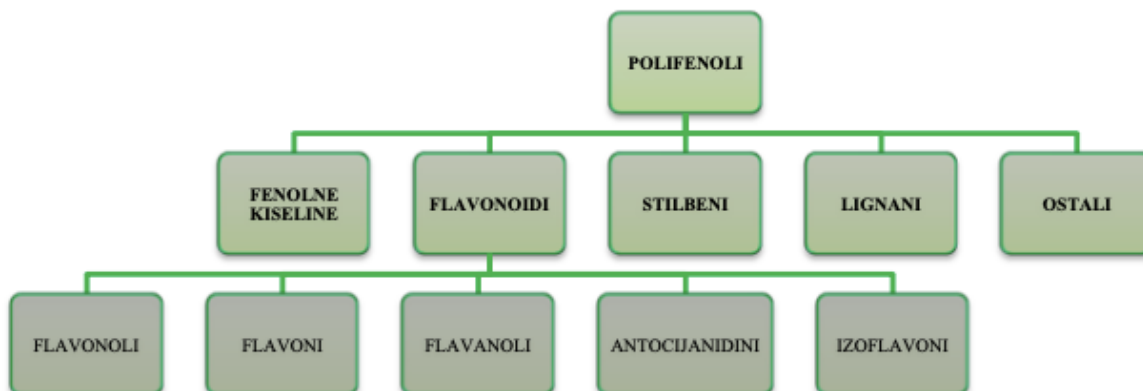 POLIFENOLI
FENOLNE
KISELINE
FLAVONOIDI
STILBENI
LIGNANI
OSTALI
FLAVONOLI
FLAVONI
FLAVANOLI
ANTOCIJANIDINI
IZOFLAVONI